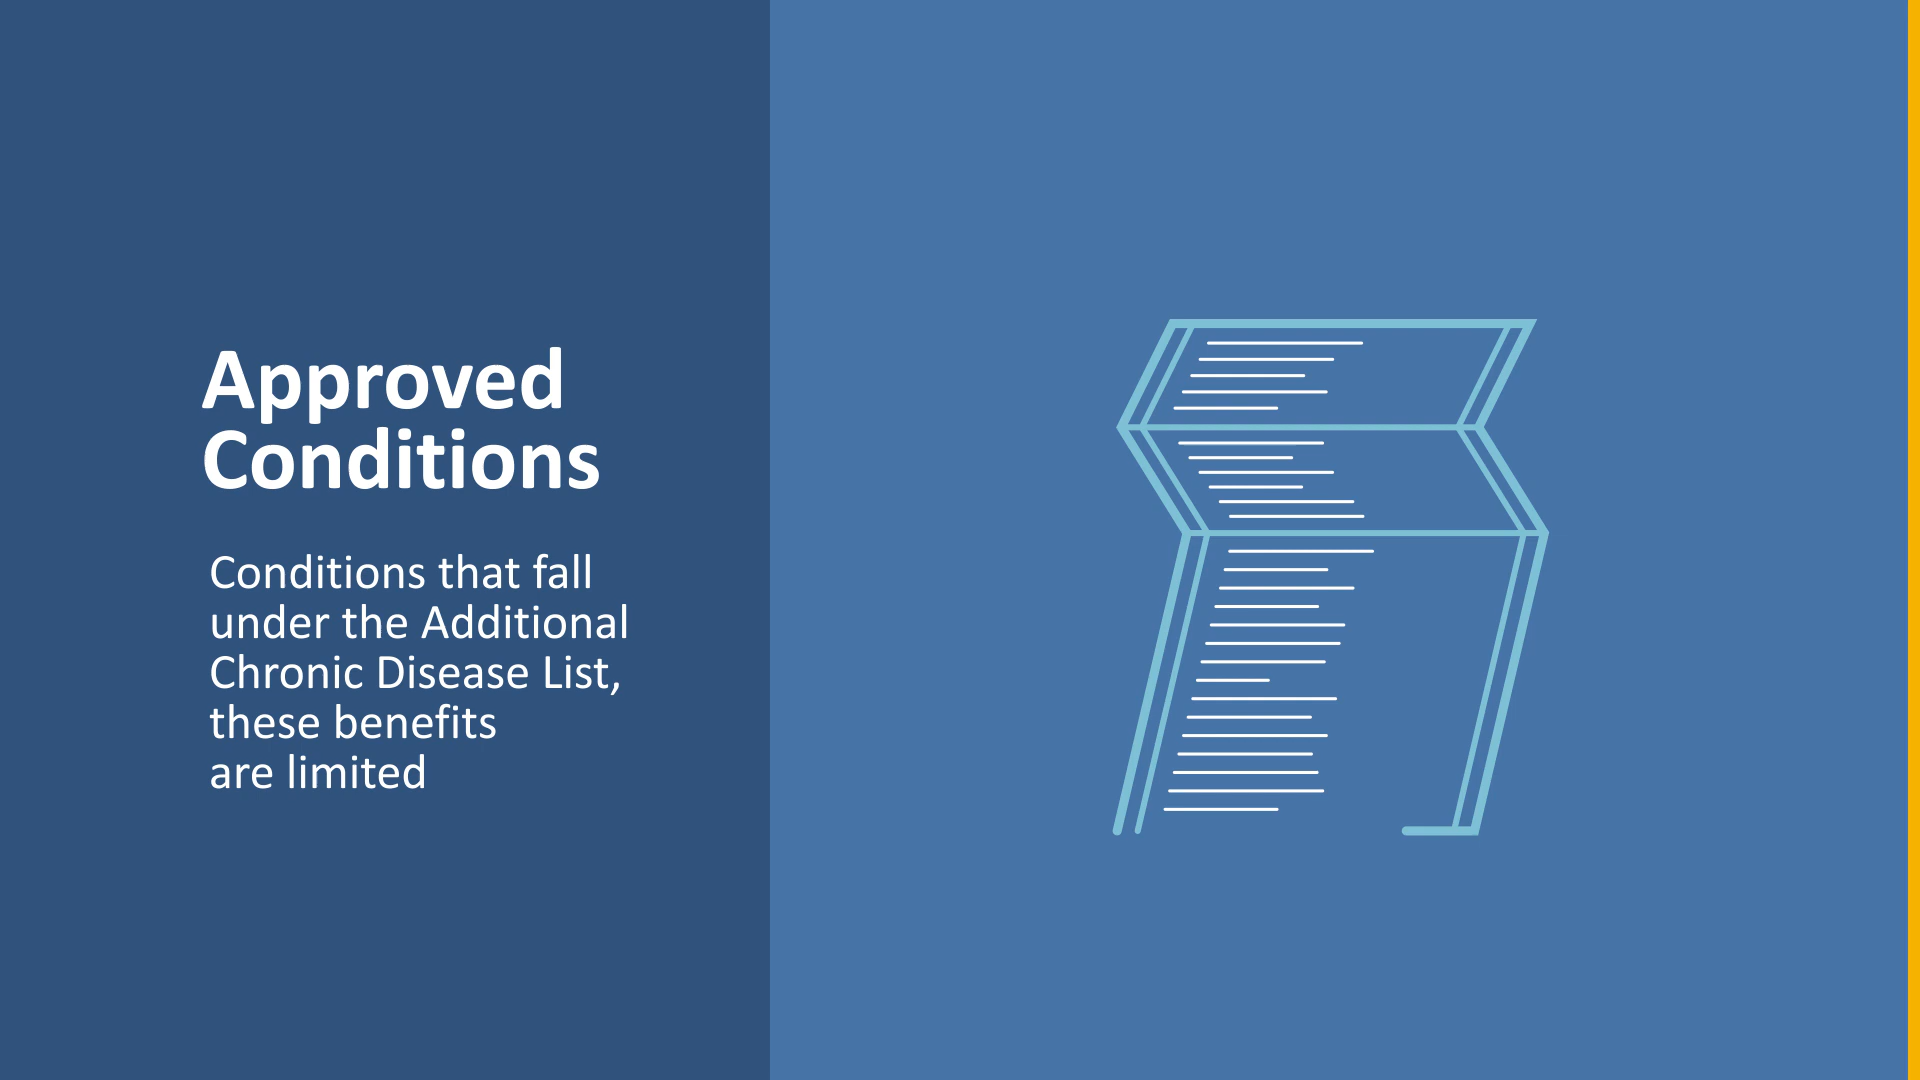 Approved
Conditions
Conditions that fall
under the Additional
Chronic Disease List,
these benefits
are limited